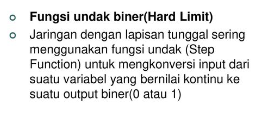 Fungsi undak biner(Hard Limit)
Jaringan dengan lapisan tunggal sering
menggunakan fungsi undak (Step
Function) untuk mengkonversi input dari
suatu variabel yang bernilai kontinu ke
suatu output biner(0 atau 1)